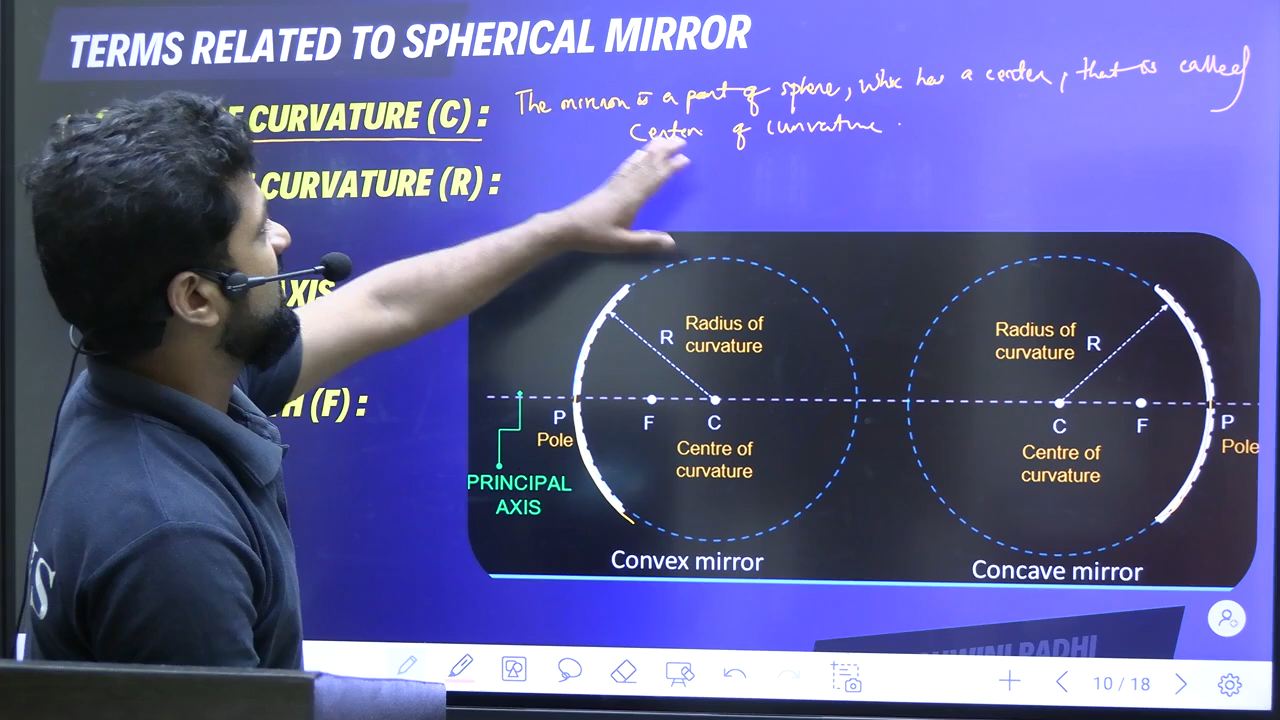 TERMS RELATED TO SPHERICAL MIRROR
CURVATURE (C) :
The mirror is a part of sphere, whic has a center, that is called
Center of curvature .
CURVATURE (R) :
(F) :
Radius of
curvature
R
P
Pole
F
C
Centre of
curvature
PRINCIPAL
AXIS
Convex mirror
Radius of
curvature
R
C
F
P
Pole
Centre of
curvature
Concave mirror
10 / 18